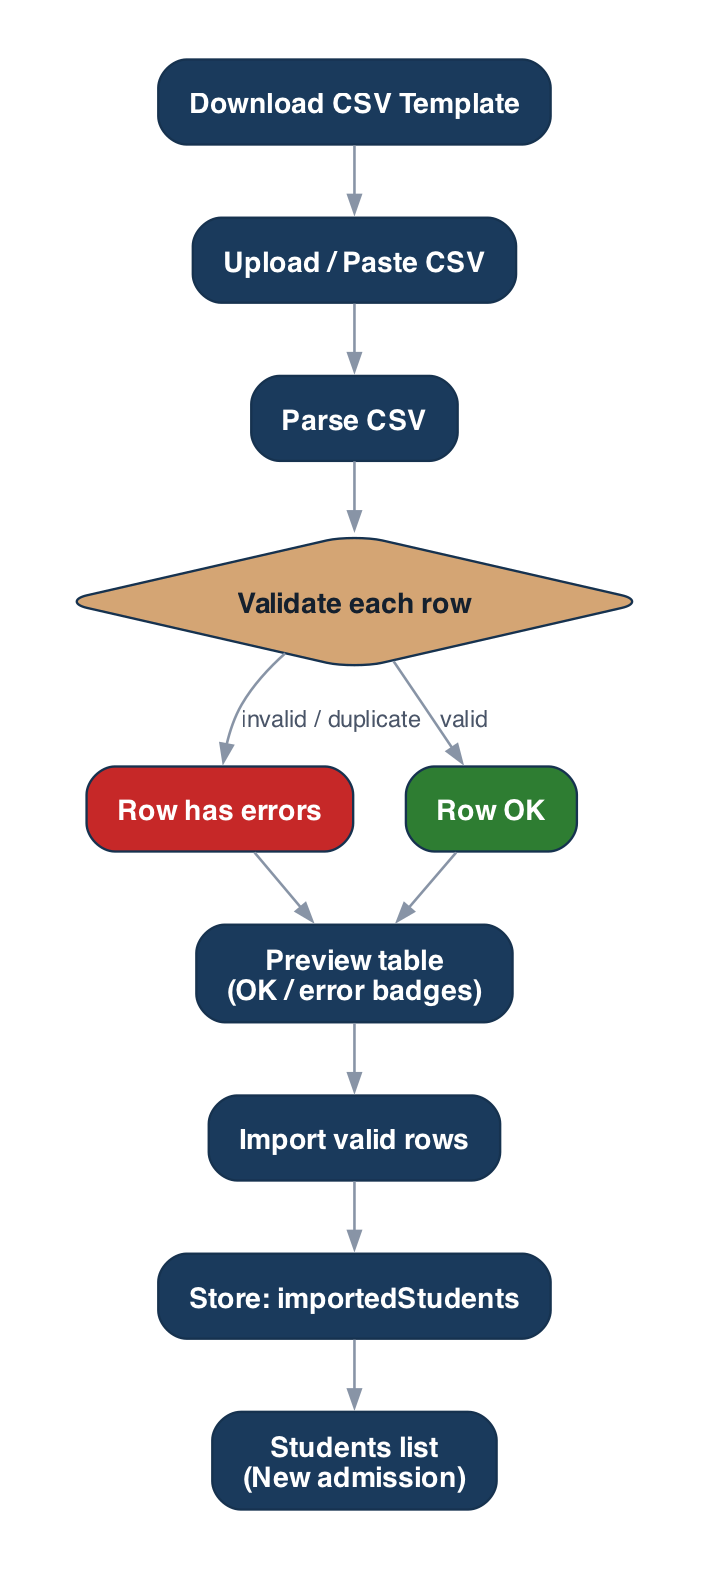 Download CSV Template
Upload / Paste CSV
Parse CSV
Validate each row
invalid / duplicate
valid
Row has errors
Row OK
Preview table
(OK / error badges)
Import valid rows
Store: importedStudents
Students list
(New admission)